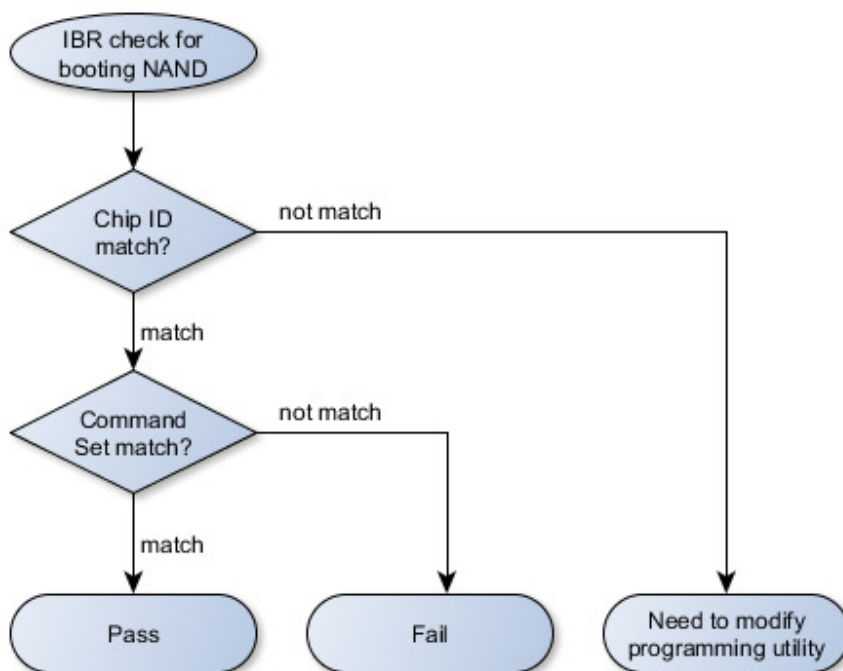 IBR check for
booting NAND
Chip ID
match?
not match
match
Command
Set match?
not match
match
Pass
Fail
Need to modify
programming utility